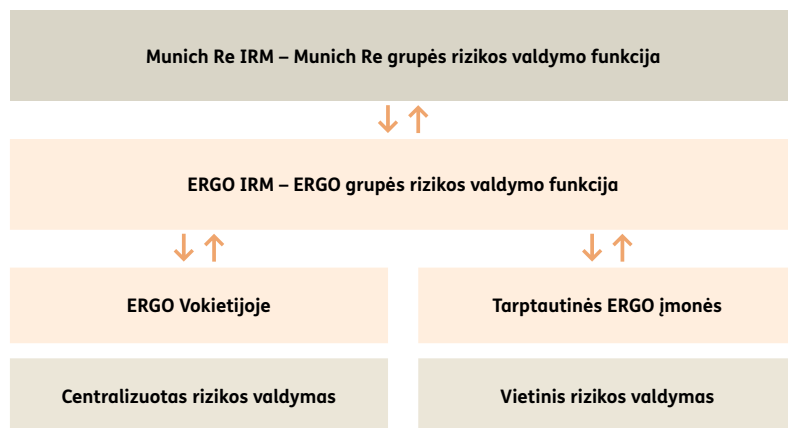 Munich Re IRM – Munich Re grupės rizikos valdymo funkcija
ERGO IRM – ERGO grupės rizikos valdymo funkcija
ERGO Vokietijoje
Tarptautinės ERGO įmonės
Centralizuotas rizikos valdymas
Vietinis rizikos valdymas